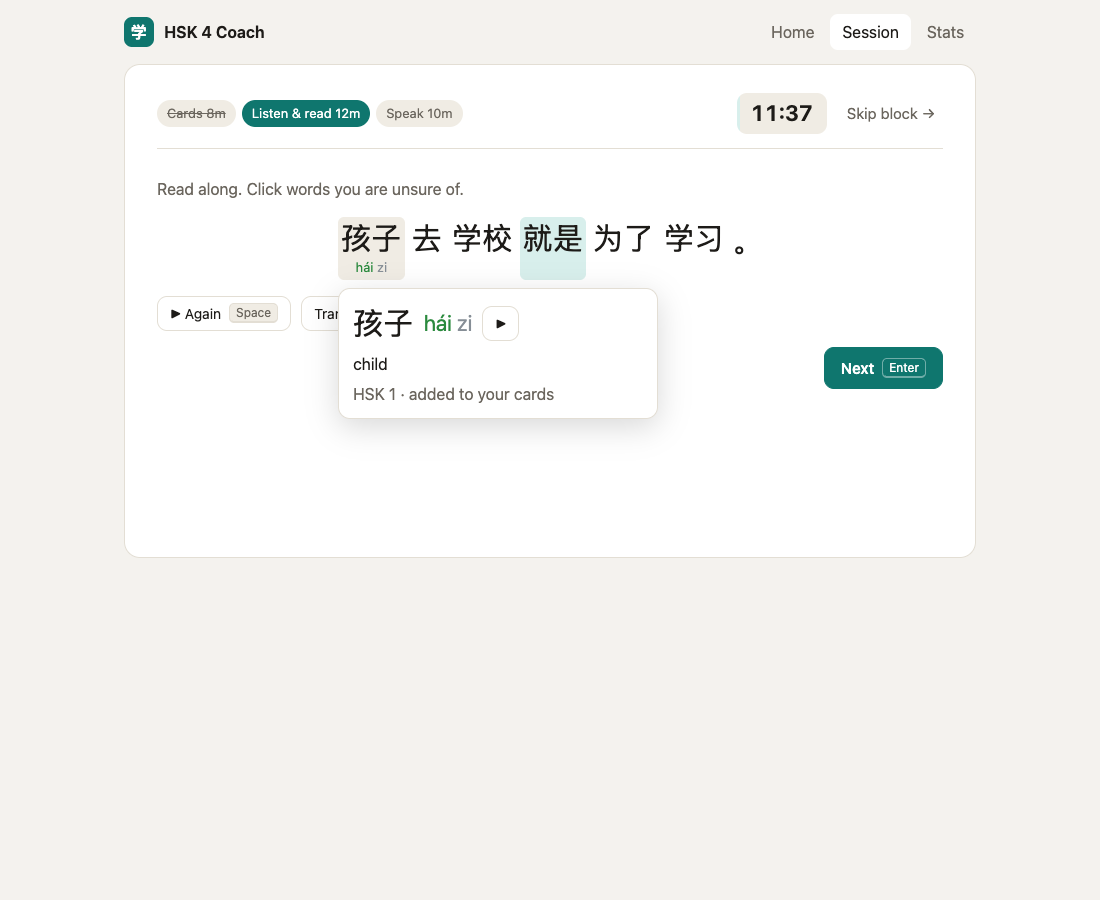 学 HSK 4 Coach Home Session Stats
Cards 8m Listen & read 12m Speak 10m 11:37 Skip block →
Read along. Click words you are unsure of.
孩子 去 学校 就是 为了 学习 。
hái zi
▶ Again Space Tran
孩子 hái zi ▶
child
HSK 1 · added to your cards
Next Enter